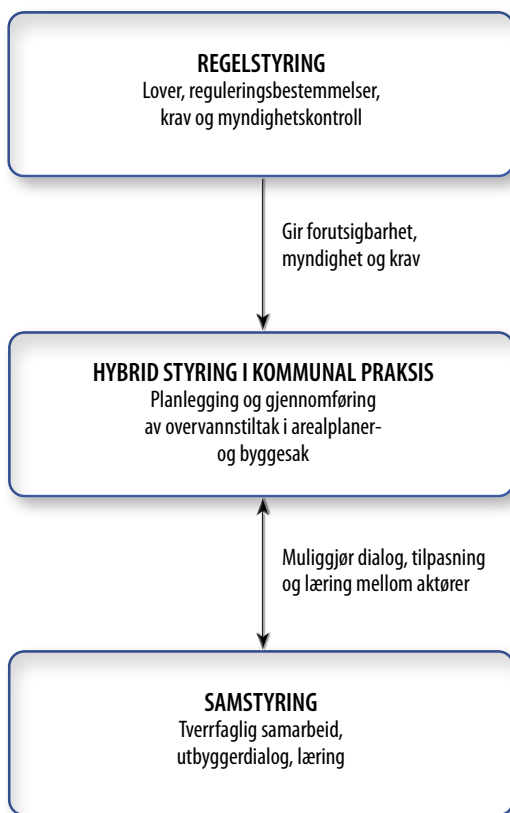 REGELSTYRING
Lover, reguleringsbestemmelser,
krav og myndighetskontroll
Gir forutsigbarhet,
myndighet og krav
HYBRID STYRING I KOMMUNAL PRAKSIS
Planlegging og gjennomføring
av overvannstiltak i arealplaner-
og byggesak
Muliggjør dialog, tilpasning
og læring mellom aktører
SAMSTYRING
Tverrfaglig samarbeid,
utbyggerdialog, læring